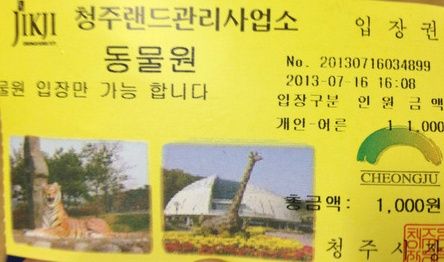 JIKJI 청주랜드관리사업소
입장권
동물원
No. 20130716034899
2013-07-16 16:08
물원 입장만 가능 합니다
입장구분 인원 금액
개인-어른 1 1,000
CHEONGJU
총금액: 1,000원
청주시장